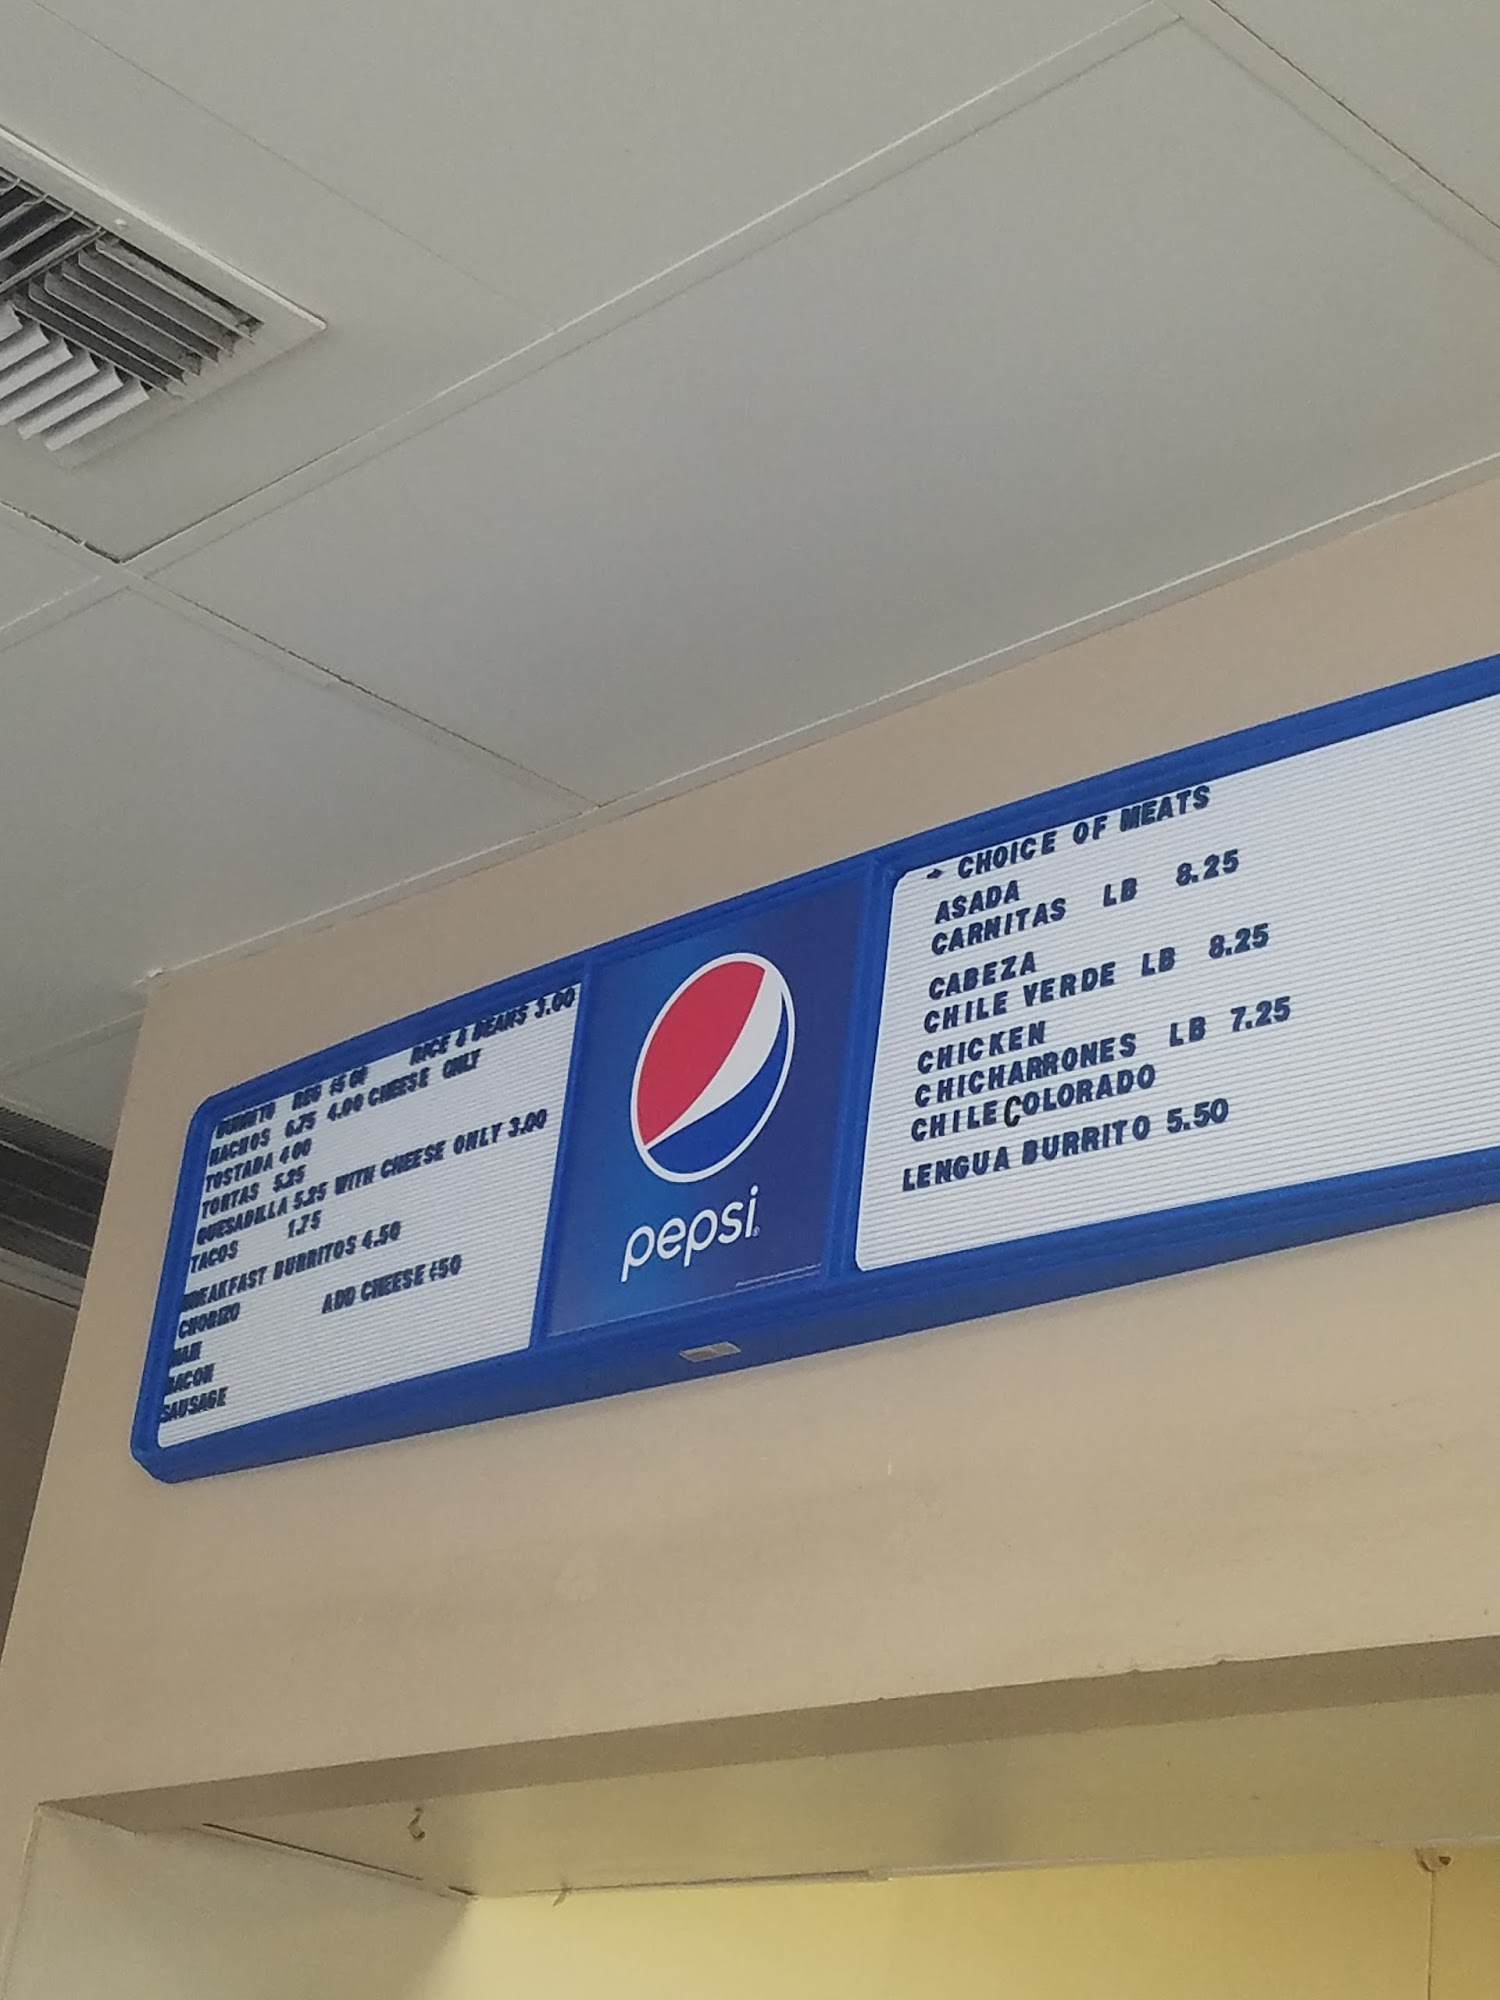 BURRITO REG $5.00 RICE & BEANS 3.00
NACHOS 6.75 4.00 CHEESE ONLY
TOSTADA 4.00
TORTAS 5.25
QUESADILLA 5.25 WITH CHEESE ONLY 3.00
TACOS 1.75
BREAKFAST BURRITOS 4.50
CHORIZO ADD CHEESE ¢50
HAM
BACON
SAUSAGE
pepsi
CHOICE OF MEATS
ASADA
CARNITAS LB 8.25
CABEZA
CHILE VERDE LB 8.25
CHICKEN
CHICHARRONES LB 7.25
CHILE COLORADO
LENGUA BURRITO 5.50